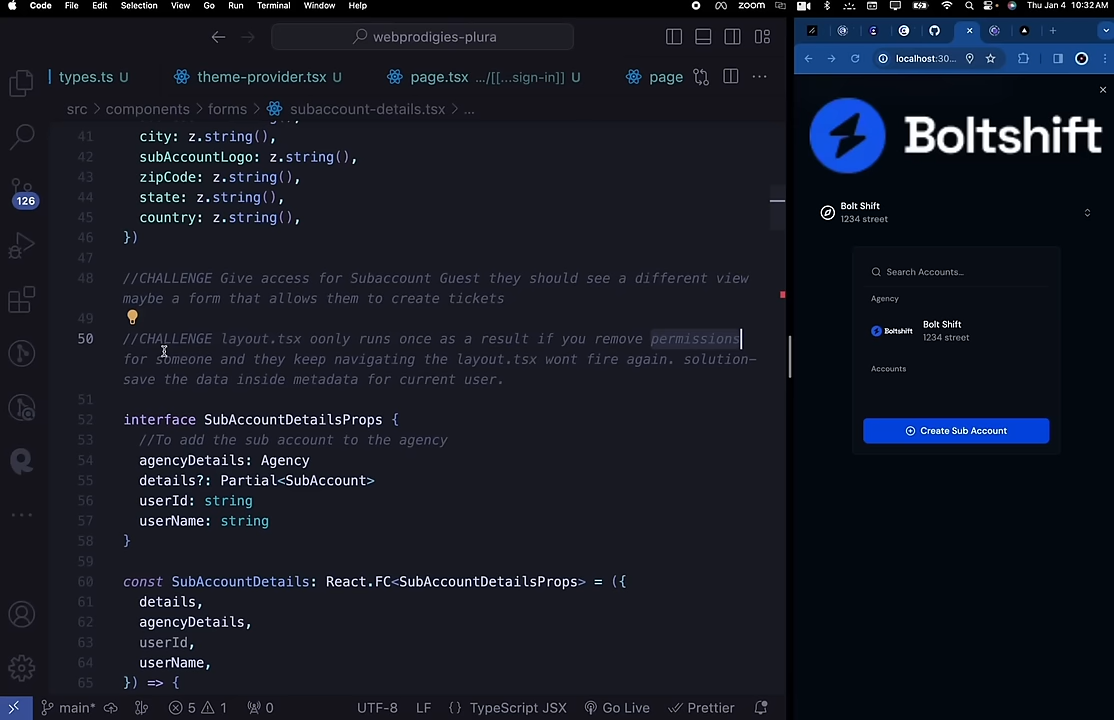 Code File Edit Selection View Go Run Terminal Window Help zoom Thu Jan 4 10:32 AM
webprodigies-plura
types.ts U theme-provider.tsx U page.tsx .../[[...sign-in]] U page
src > components > forms > subaccount-details.tsx > ...
41 city: z.string(),
42 subAccountLogo: z.string(),
43 zipCode: z.string(),
44 state: z.string(),
45 country: z.string(),
46 })
47
48 //CHALLENGE Give access for Subaccount Guest they should see a different view
maybe a form that allows them to create tickets
49
50 //CHALLENGE layout.tsx oonly runs once as a result if you remove permissions
for someone and they keep navigating the layout.tsx wont fire again. solution-
save the data inside metadata for current user.
51
52 interface SubAccountDetailsProps {
53 //To add the sub account to the agency
54 agencyDetails: Agency
55 details?: Partial<SubAccount>
56 userId: string
57 userName: string
58 }
59
60 const SubAccountDetails: React.FC<SubAccountDetailsProps> = ({
61 details,
62 agencyDetails,
63 userId,
64 userName,
65 }) => {
126
main* 5 1 0 UTF-8 LF {} TypeScript JSX Go Live Prettier
localhost:30...
Boltshift
Bolt Shift
1234 street
Search Accounts...
Agency
Boltshift
Bolt Shift
1234 street
Accounts
Create Sub Account